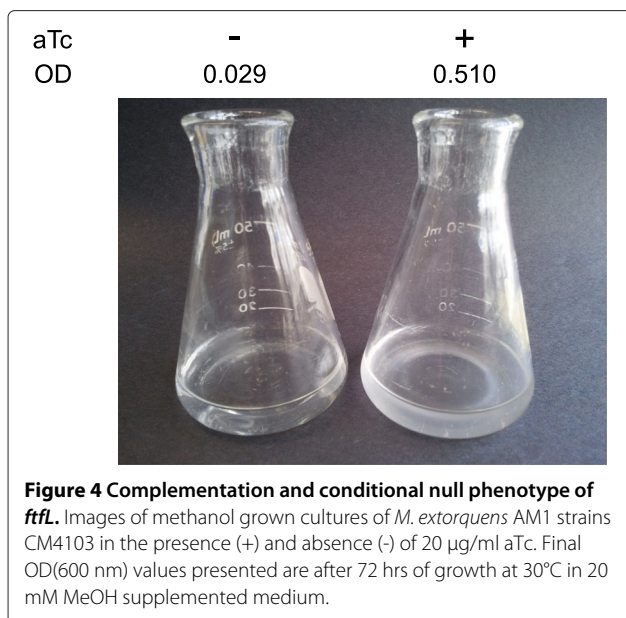 aTc - +
OD 0.029 0.510
50 mL
±5%
40
30
20
50 mL
40
30
20
Figure 4 Complementation and conditional null phenotype of
ftfL. Images of methanol grown cultures of M. extorquens AM1 strains
CM4103 in the presence (+) and absence (-) of 20 µg/ml aTc. Final
OD(600 nm) values presented are after 72 hrs of growth at 30°C in 20
mM MeOH supplemented medium.